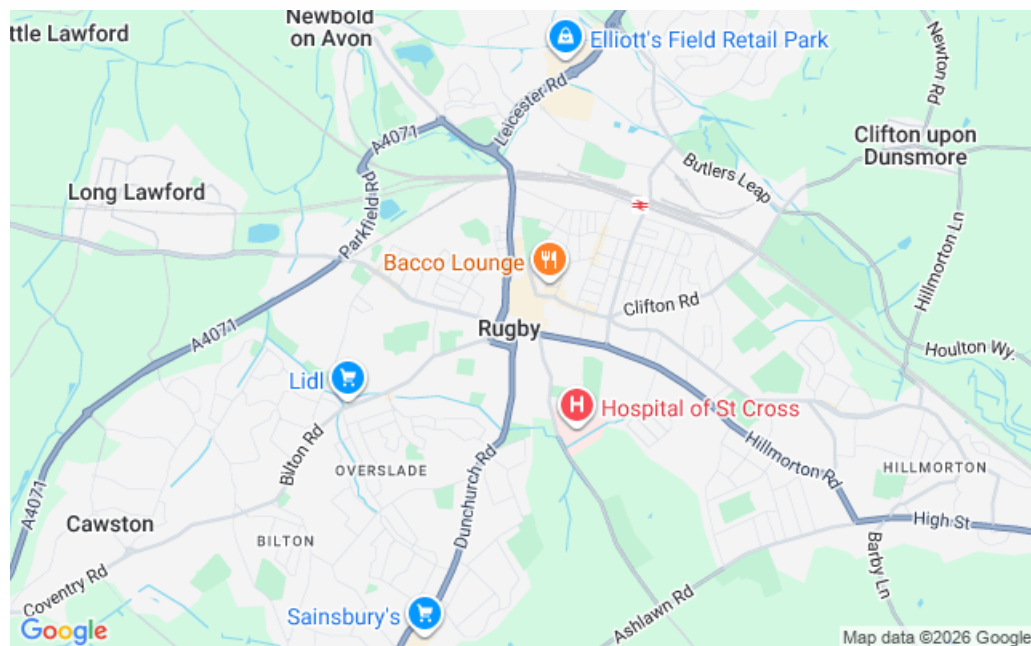 Newbold
on Avon
ttle Lawford
Elliott's Field Retail Park
Newton Rd
Leicester Rd
A4071
Clifton upon
Dunsmore
Butlers Leap
Long Lawford
Parkfield Rd
Hillmorton Ln
Bacco Lounge
Clifton Rd
Rugby
A4071
Houlton Wy.
Lidl
Hospital of St Cross
Bilton Rd
OVERSLADE
Dunchurch Rd
Hillmorton Rd
HILLMORTON
A4071
Cawston
High St
BILTON
Barby Ln
Coventry Rd
Ashlawn Rd
Sainsbury's
Google
Map data ©2026 Google